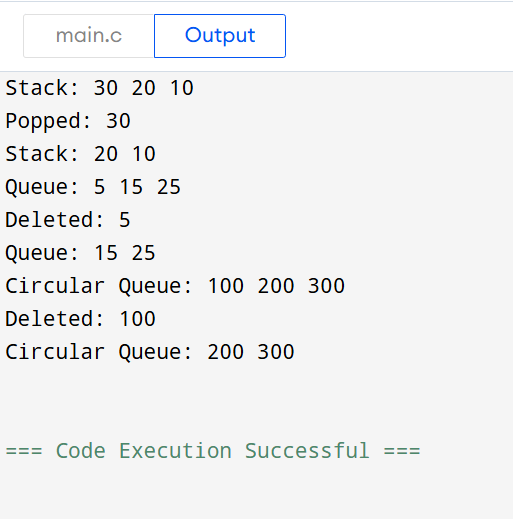 main.c Output
Stack: 30 20 10
Popped: 30
Stack: 20 10
Queue: 5 15 25
Deleted: 5
Queue: 15 25
Circular Queue: 100 200 300
Deleted: 100
Circular Queue: 200 300
=== Code Execution Successful ===